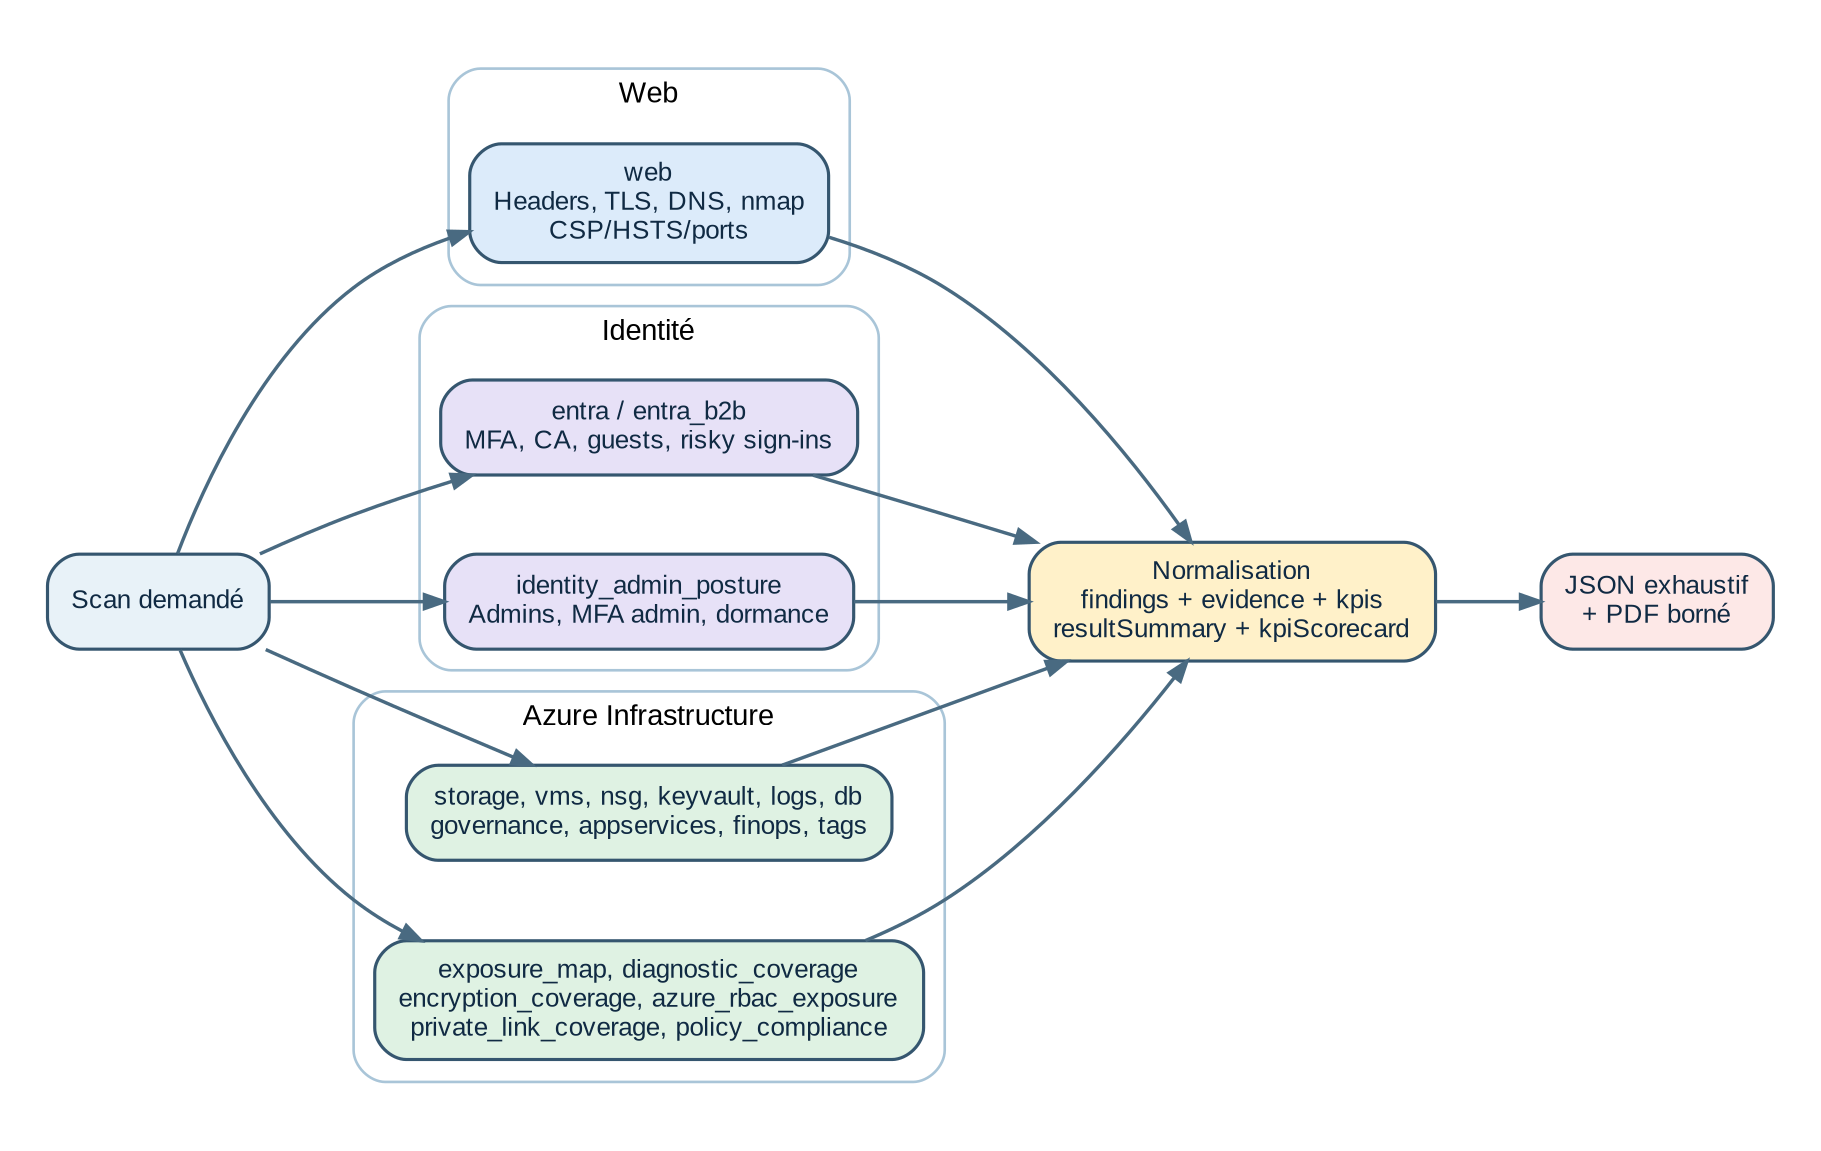 Web
web
Headers, TLS, DNS, nmap
CSP/HSTS/ports
Identité
entra / entra_b2b
MFA, CA, guests, risky sign-ins
Scan demandé
identity_admin_posture
Admins, MFA admin, dormance
Normalisation
findings + evidence + kpis
resultSummary + kpiScorecard
JSON exhaustif
+ PDF borné
Azure Infrastructure
storage, vms, nsg, keyvault, logs, db
governance, appservices, finops, tags
exposure_map, diagnostic_coverage
encryption_coverage, azure_rbac_exposure
private_link_coverage, policy_compliance